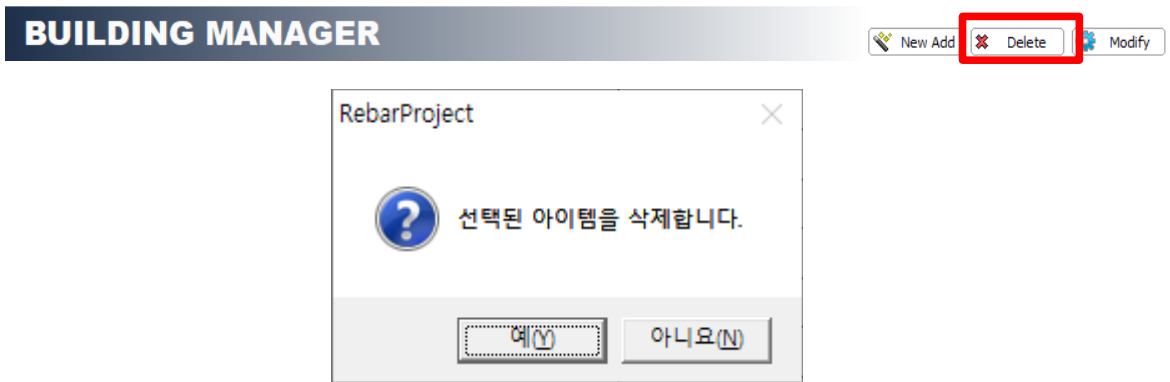 BUILDING MANAGER
New Add Delete Modify
RebarProject
선택된 아이템을 삭제합니다.
예(Y) 아니요(N)